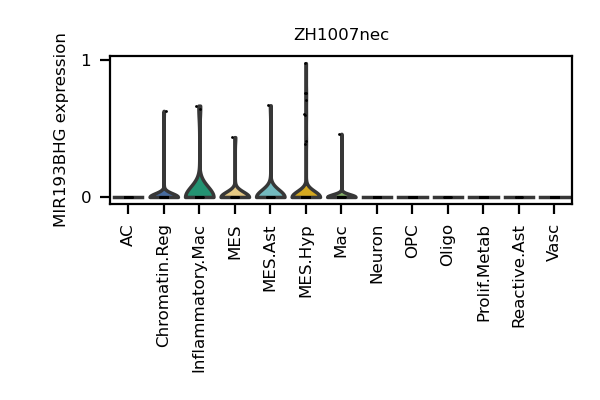 ZH1007nec
MIR193BHG expression
1
0
AC
Chromatin.Reg
Inflammatory.Mac
MES
MES.Ast
MES.Hyp
Mac
Neuron
OPC
Oligo
Prolif.Metab
Reactive.Ast
Vasc